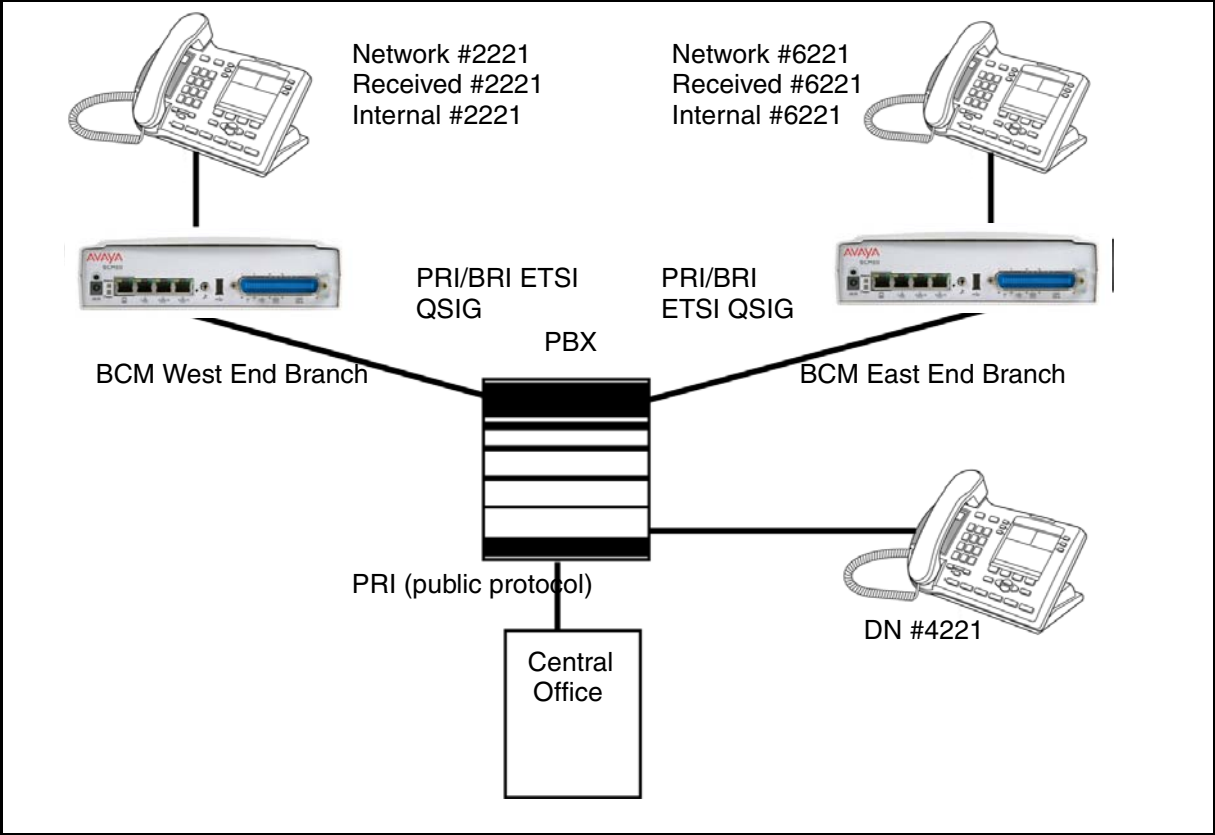 Network #2221
Received #2221
Internal #2221
Network #6221
Received #6221
Internal #6221
AVAYA
AVAYA
PRI/BRI ETSI
QSIG
PRI/BRI
ETSI QSIG
PBX
BCM West End Branch
BCM East End Branch
PRI (public protocol)
DN #4221
Central
Office